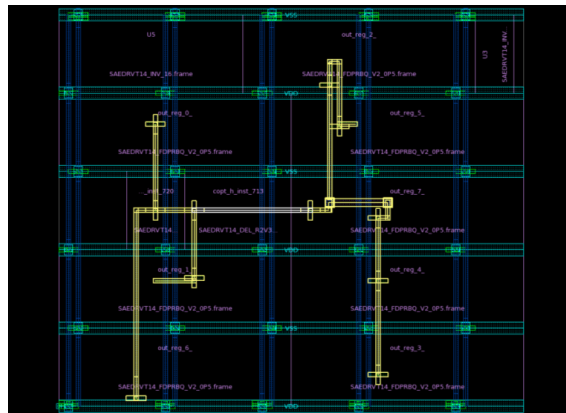 VSS
U5
out_reg_2_
U3
SAEDRVT14_INV
SAEDRVT14_INV_16.frame
SAEDRVT14_FDPRBQ_V2_0P5.frame
VDD
out_reg_0_
out_reg_5_
SAEDRVT14_FDPRBQ_V2_0P5.frame
SAEDRVT14_FDPRBQ_V2_0P5.frame
VSS
..._inst_720
copt_h_inst_713
out_reg_7_
SAEDRVT14...
SAEDRVT14_DEL_R2V3...
SAEDRVT14_FDPRBQ_V2_0P5.frame
VDD
out_reg_1_
out_reg_4_
SAEDRVT14_FDPRBQ_V2_0P5.frame
SAEDRVT14_FDPRBQ_V2_0P5.frame
VSS
out_reg_6_
out_reg_3_
SAEDRVT14_FDPRBQ_V2_0P5.frame
SAEDRVT14_FDPRBQ_V2_0P5.frame
VDD